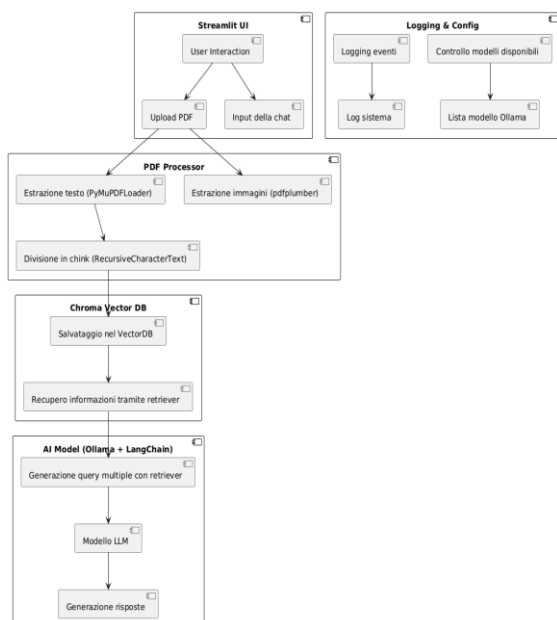 Streamlit UI
User Interaction
Upload PDF
Input della chat
Logging & Config
Logging eventi
Controllo modelli disponibili
Log sistema
Lista modello Ollama
PDF Processor
Estrazione testo (PyMuPDFLoader)
Estrazione immagini (pdfplumber)
Divisione in chink (RecursiveCharacterText)
Chroma Vector DB
Salvattaggio nel VectorDB
Recupero informazioni tramite retriever
AI Model (Ollama + LangChain)
Generazione query multiple con retriever
Modello LLM
Generazione risposte